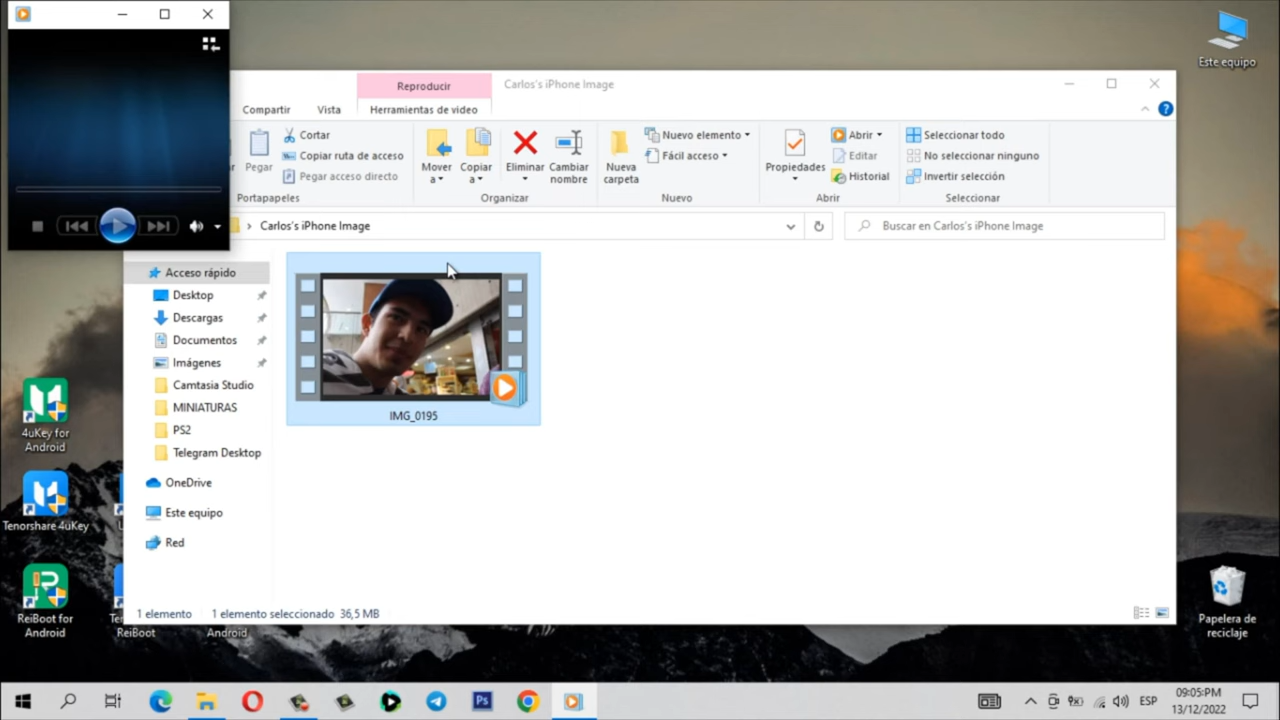 Reproducir
Carlos's iPhone Image
Compartir
Vista
Herramientas de video
Pegar
Cortar
Copiar ruta de acceso
Pegar acceso directo
Portapapeles
Mover
a
Copiar
a
Eliminar
Cambiar
nombre
Organizar
Nueva
carpeta
Nuevo elemento
Fácil acceso
Nuevo
Propiedades
Abrir
Editar
Historial
Abrir
Seleccionar todo
No seleccionar ninguno
Invertir selección
Seleccionar
Carlos's iPhone Image
Buscar en Carlos's iPhone Image
Acceso rápido
Desktop
Descargas
Documentos
Imágenes
Camtasia Studio
MINIATURAS
PS2
Telegram Desktop
OneDrive
Este equipo
Red
IMG_0195
1 elemento
1 elemento seleccionado 36,5 MB
Este equipo
4uKey for
Android
Tenorshare 4uKey
ReiBoot for
Android
ReiBoot
Android
Papelera de
reciclaje
Ps
ESP
09:05:PM
13/12/2022